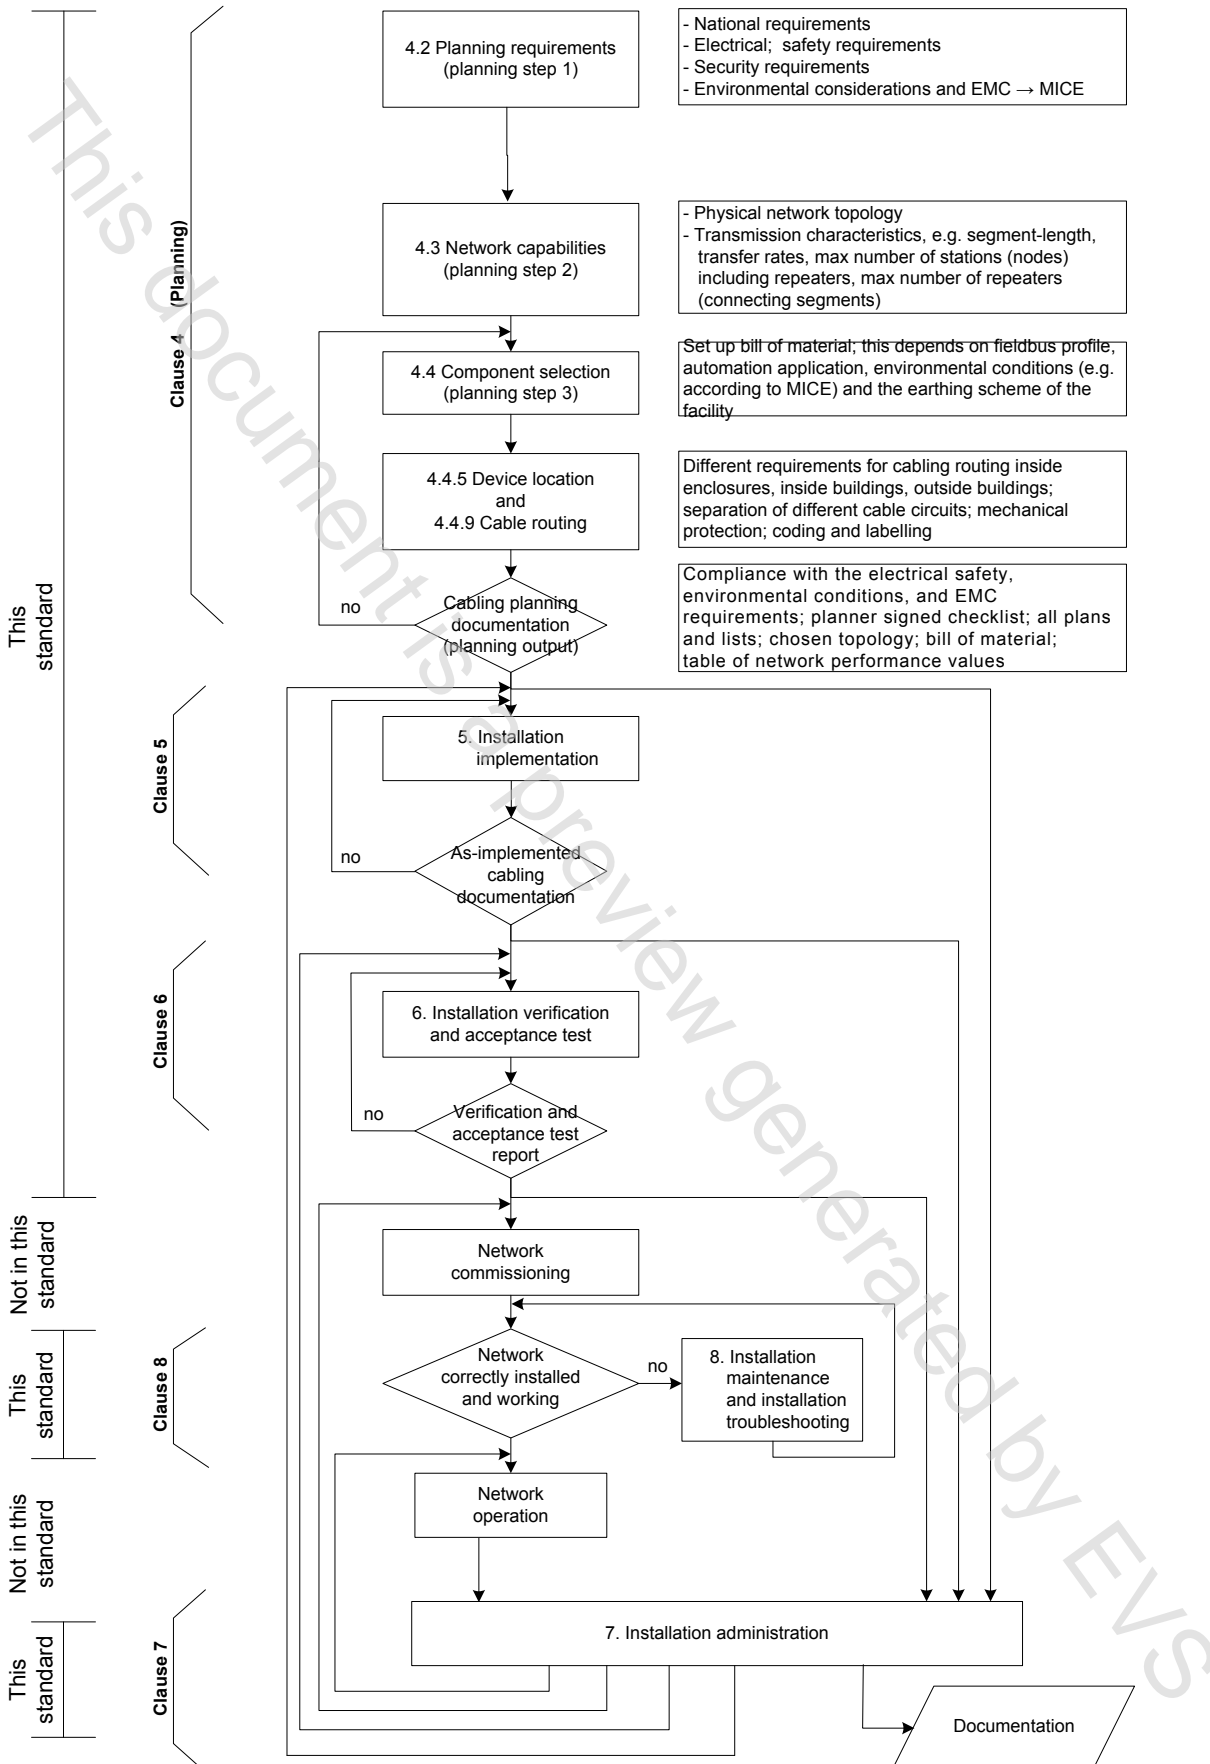 4.2 Planning requirements
(planning step 1)
- National requirements
- Electrical;  safety requirements
- Security requirements
- Environmental considerations and EMC → MICE
4.3 Network capabilities
(planning step 2)
- Physical network topology
- Transmission characteristics, e.g. segment-length,
transfer rates, max number of stations (nodes)
including repeaters, max number of repeaters
(connecting segments)
Clause 4    (Planning)
4.4 Component selection
(planning step 3)
Set up bill of material; this depends on fieldbus profile,
automation application, environmental conditions (e.g.
according to MICE) and the earthing scheme of the
facility
4.4.5 Device location
and
4.4.9 Cable routing
Different requirements for cabling routing inside
enclosures, inside buildings, outside buildings;
separation of different cable circuits; mechanical
protection; coding and labelling
This
standard
no
Cabling planning
documentation
(planning output)
Compliance with the electrical safety,
environmental conditions, and EMC
requirements; planner signed checklist; all plans
and lists; chosen topology; bill of material;
table of network performance values
Clause 5
5. Installation
implementation
no
As-implemented
cabling
documentation
Clause 6
6. Installation verification
and acceptance test
no
Verification and
acceptance test
report
Not in this
standard
Network
commissioning
This
standard
Clause 8
Network
correctly installed
and working
no
8. Installation
maintenance
and installation
troubleshooting
Not in this
standard
Network
operation
This
standard
Clause 7
7. Installation administration
Documentation
This document is a preview generated by EVS